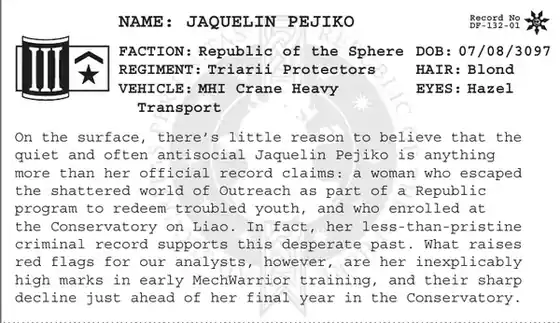 NAME: JAQUELIN PEJIKO
Record No
DF-132-01
FACTION: Republic of the Sphere DOB: 07/08/3097
REGIMENT: Triarii Protectors HAIR: Blond
VEHICLE: MHI Crane Heavy EYES: Hazel
Transport
On the surface, there's little reason to believe that the
quiet and often antisocial Jaquelin Pejiko is anything
more than her official record claims: a woman who escaped
the shattered world of Outreach as part of a Republic
program to redeem troubled youth, and who enrolled at
the Conservatory on Liao. In fact, her less-than-pristine
criminal record supports this desperate past. What raises
red flags for our analysts, however, are her inexplicably
high marks in early MechWarrior training, and their sharp
decline just ahead of her final year in the Conservatory.